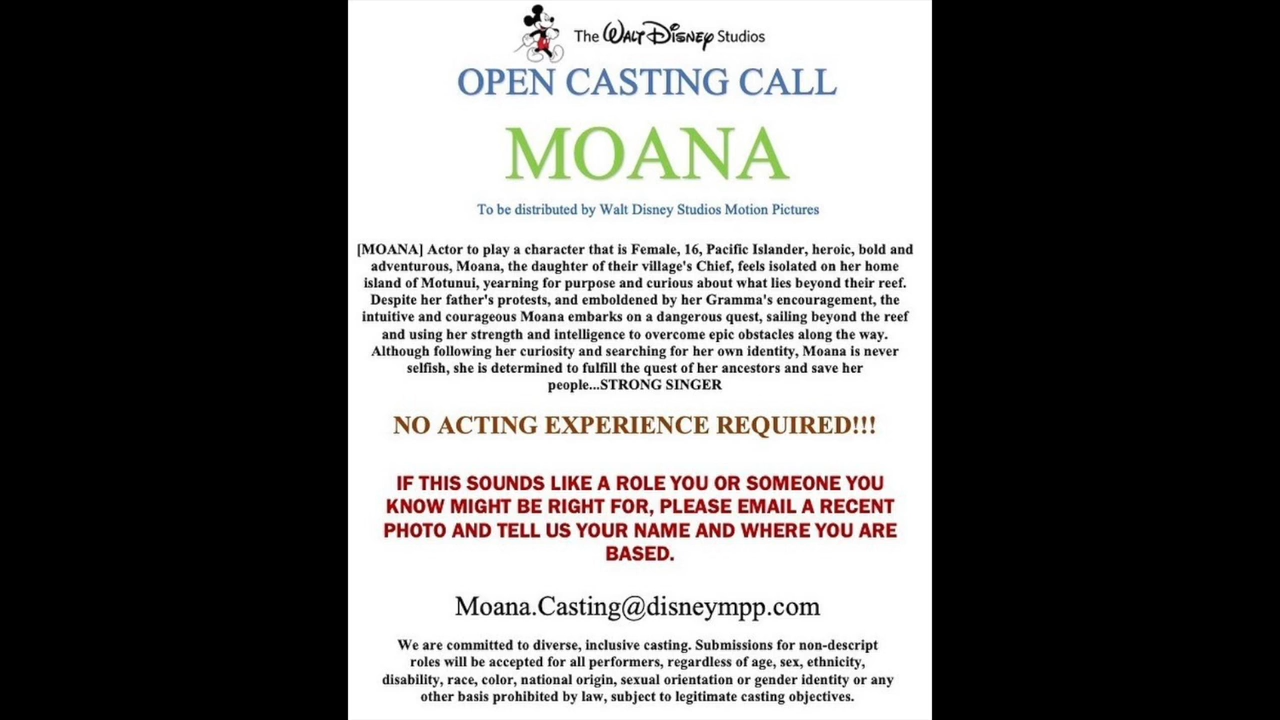 The WALT DISNEY Studios
OPEN CASTING CALL
MOANA
To be distributed by Walt Disney Studios Motion Pictures
[MOANA] Actor to play a character that is Female, 16, Pacific Islander, heroic, bold and
adventurous, Moana, the daughter of their village's Chief, feels isolated on her home
island of Motunui, yearning for purpose and curious about what lies beyond their reef.
Despite her father's protests, and emboldened by her Gramma's encouragement, the
intuitive and courageous Moana embarks on a dangerous quest, sailing beyond the reef
and using her strength and intelligence to overcome epic obstacles along the way.
Although following her curiosity and searching for her own identity, Moana is never
selfish, she is determined to fulfill the quest of her ancestors and save her
people...STRONG SINGER
NO ACTING EXPERIENCE REQUIRED!!!
IF THIS SOUNDS LIKE A ROLE YOU OR SOMEONE YOU
KNOW MIGHT BE RIGHT FOR, PLEASE EMAIL A RECENT
PHOTO AND TELL US YOUR NAME AND WHERE YOU ARE
BASED.
Moana.Casting@disneympp.com
We are committed to diverse, inclusive casting. Submissions for non-descript
roles will be accepted for all performers, regardless of age, sex, ethnicity,
disability, race, color, national origin, sexual orientation or gender identity or any
other basis prohibited by law, subject to legitimate casting objectives.